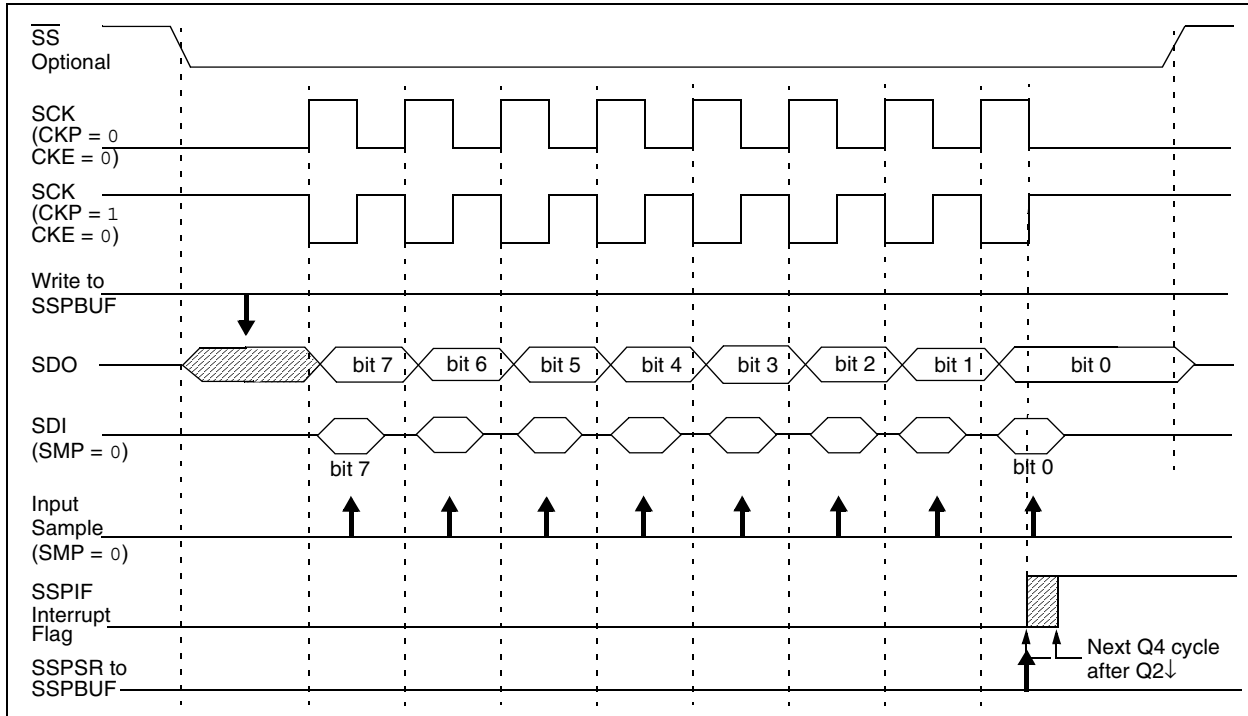 SS
Optional
SCK
(CKP = 0
CKE = 0)
SCK
(CKP = 1
CKE = 0)
Write to
SSPBUF
SDO
bit 7 bit 6 bit 5 bit 4 bit 3 bit 2 bit 1 bit 0
SDI
(SMP = 0)
bit 7 bit 0
Input
Sample
(SMP = 0)
SSPIF
Interrupt
Flag
SSPSR to
SSPBUF
Next Q4 cycle
after Q2↓